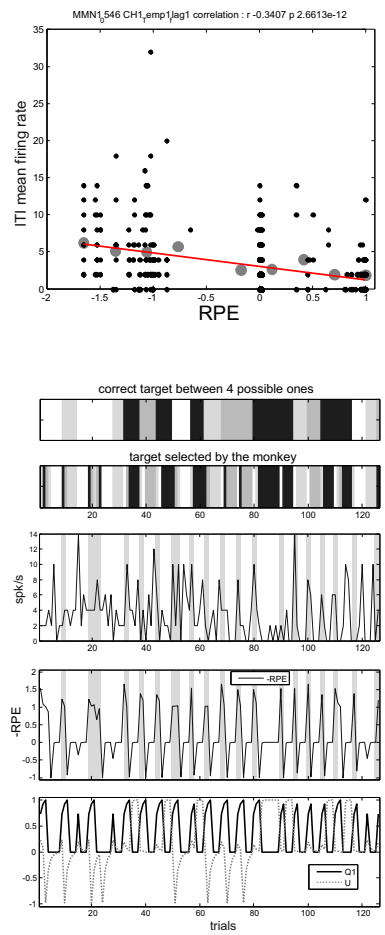 MMN1_0546 CH1_femp1_flag1 correlation : r -0.3407 p 2.6613e-12
35
30
25
20
15
10
5
0
ITI mean firing rate
-2 -1.5 -1 -0.5 0 0.5 1
RPE
correct target between 4 possible ones
target selected by the monkey
20 40 60 80 100 120
14
12
10
8
6
4
2
0
spk/s
20 40 60 80 100 120
2
1.5
1
0.5
0
-0.5
-1
-RPE
-RPE
20 40 60 80 100 120
1
0.5
0
-0.5
-1
Q1
U
20 40 60 80 100 120
trials